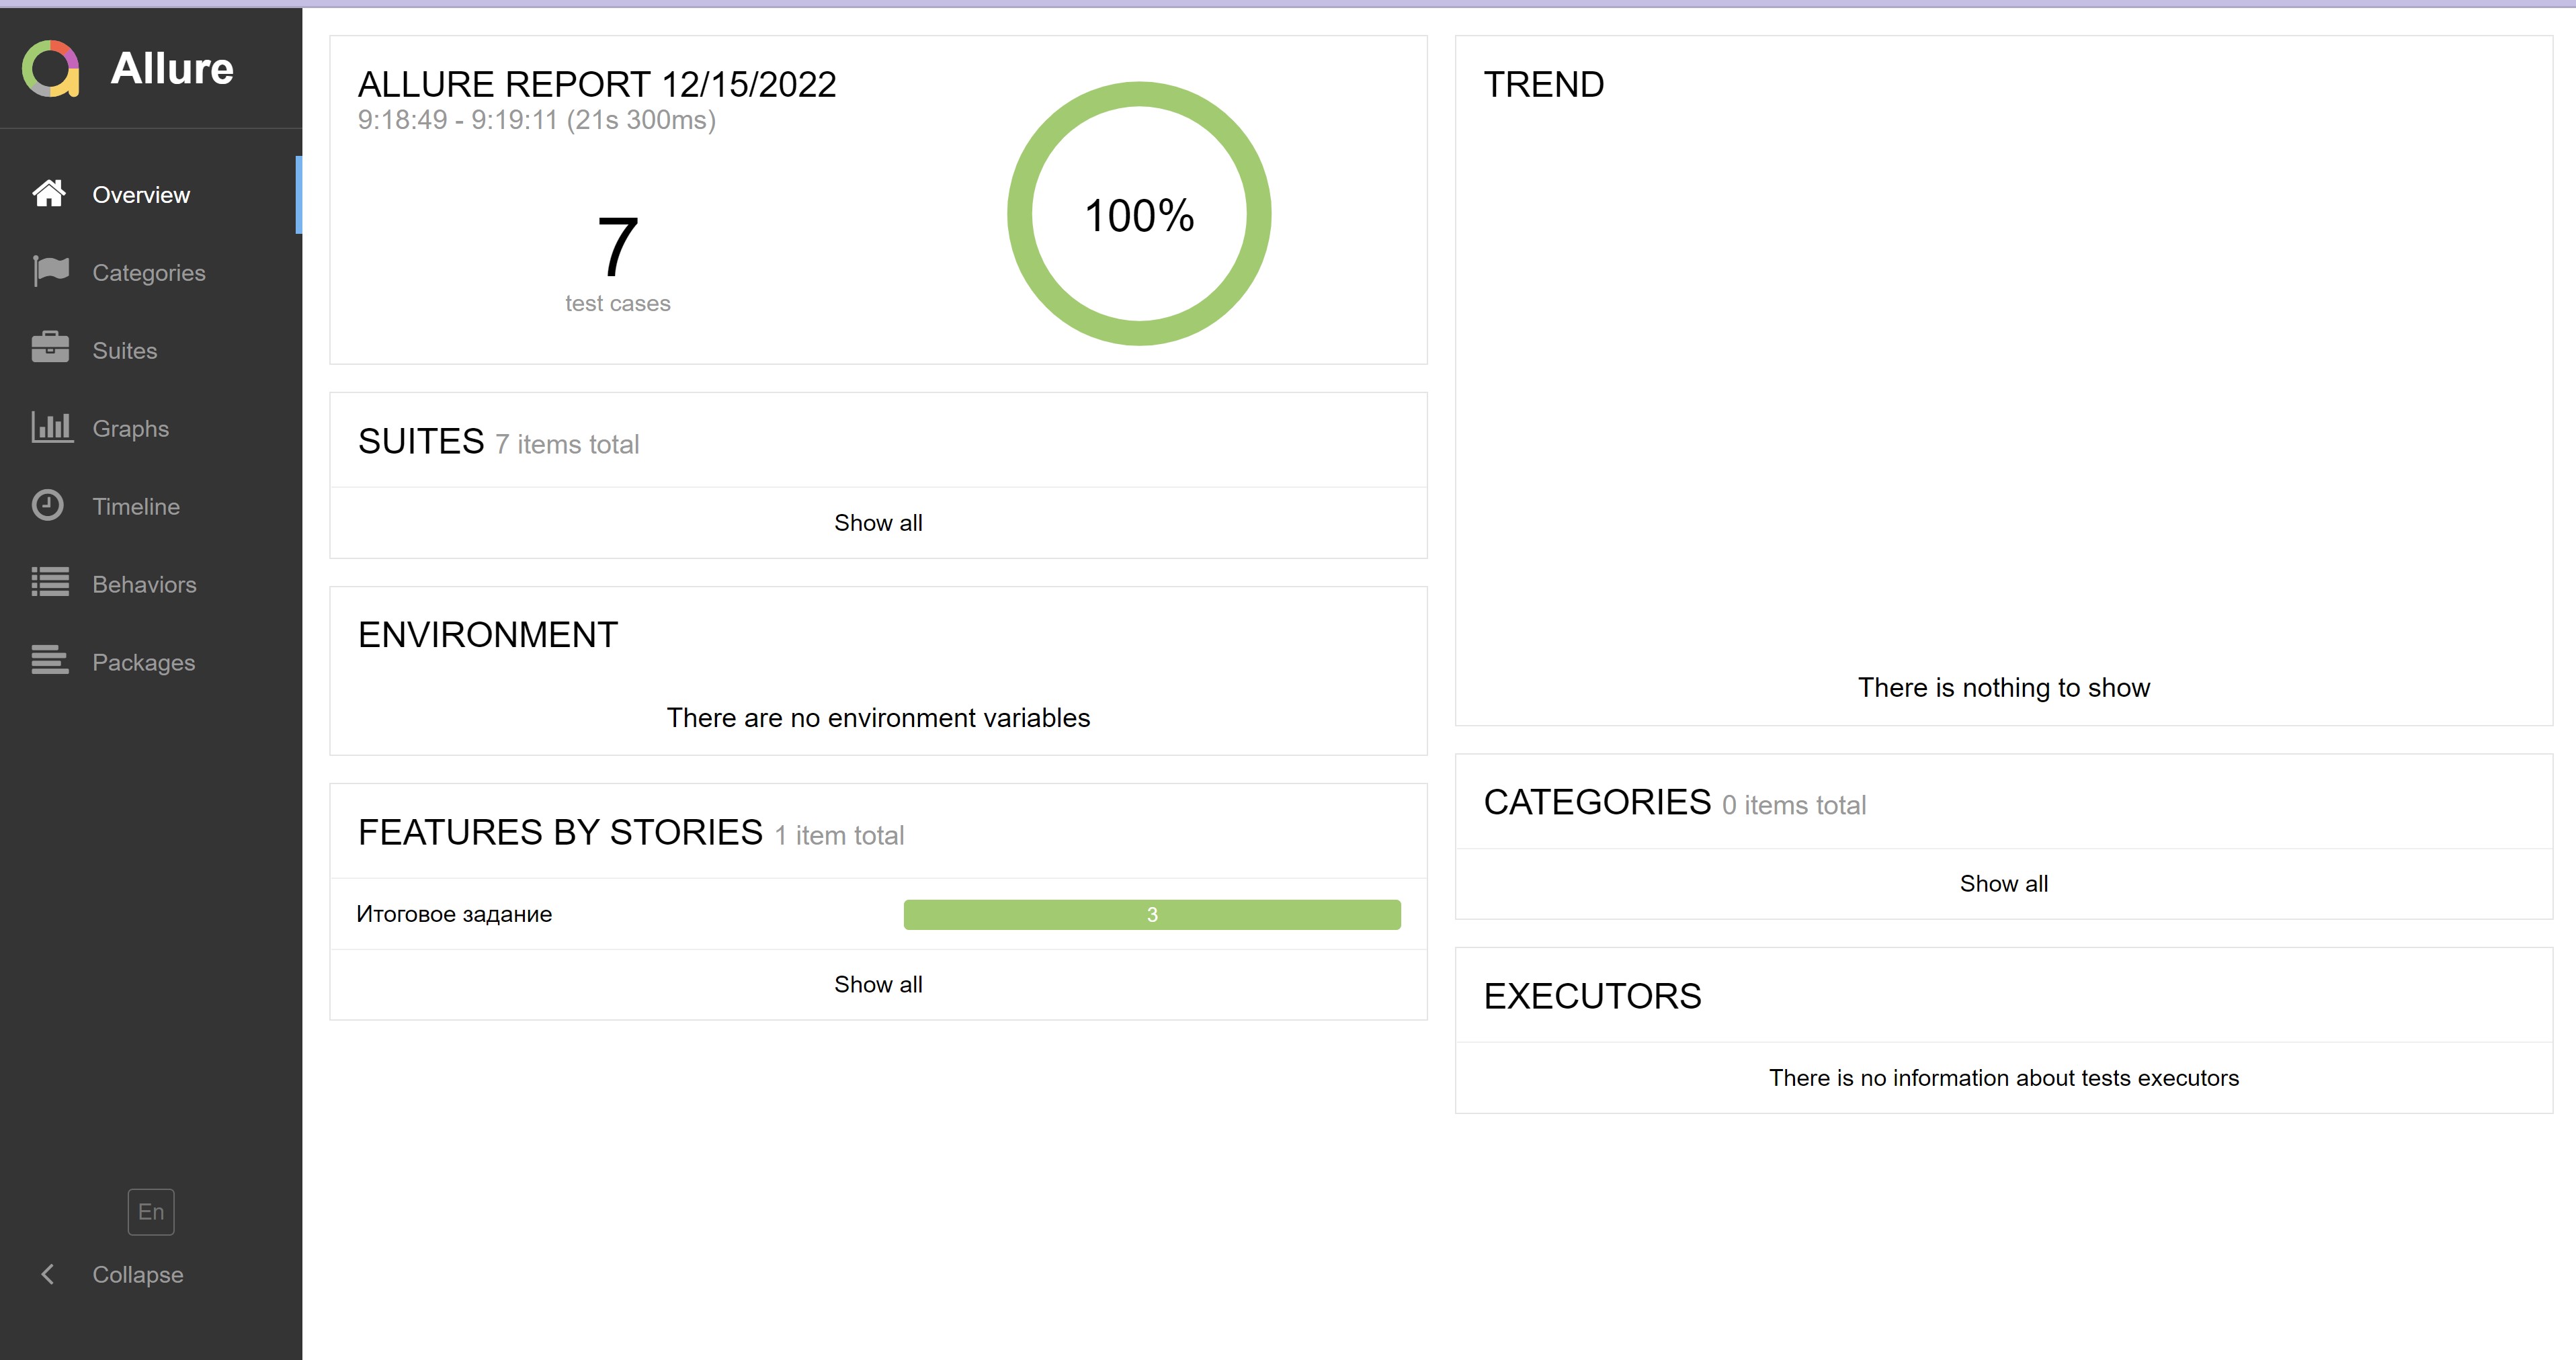 Allure
Overview
Categories
Suites
Graphs
Timeline
Behaviors
Packages
En
Collapse
ALLURE REPORT 12/15/2022
9:18:49 - 9:19:11 (21s 300ms)
7
test cases
100%
SUITES 7 items total
Show all
ENVIRONMENT
There are no environment variables
FEATURES BY STORIES 1 item total
Итоговое задание 3
Show all
TREND
There is nothing to show
CATEGORIES 0 items total
Show all
EXECUTORS
There is no information about tests executors